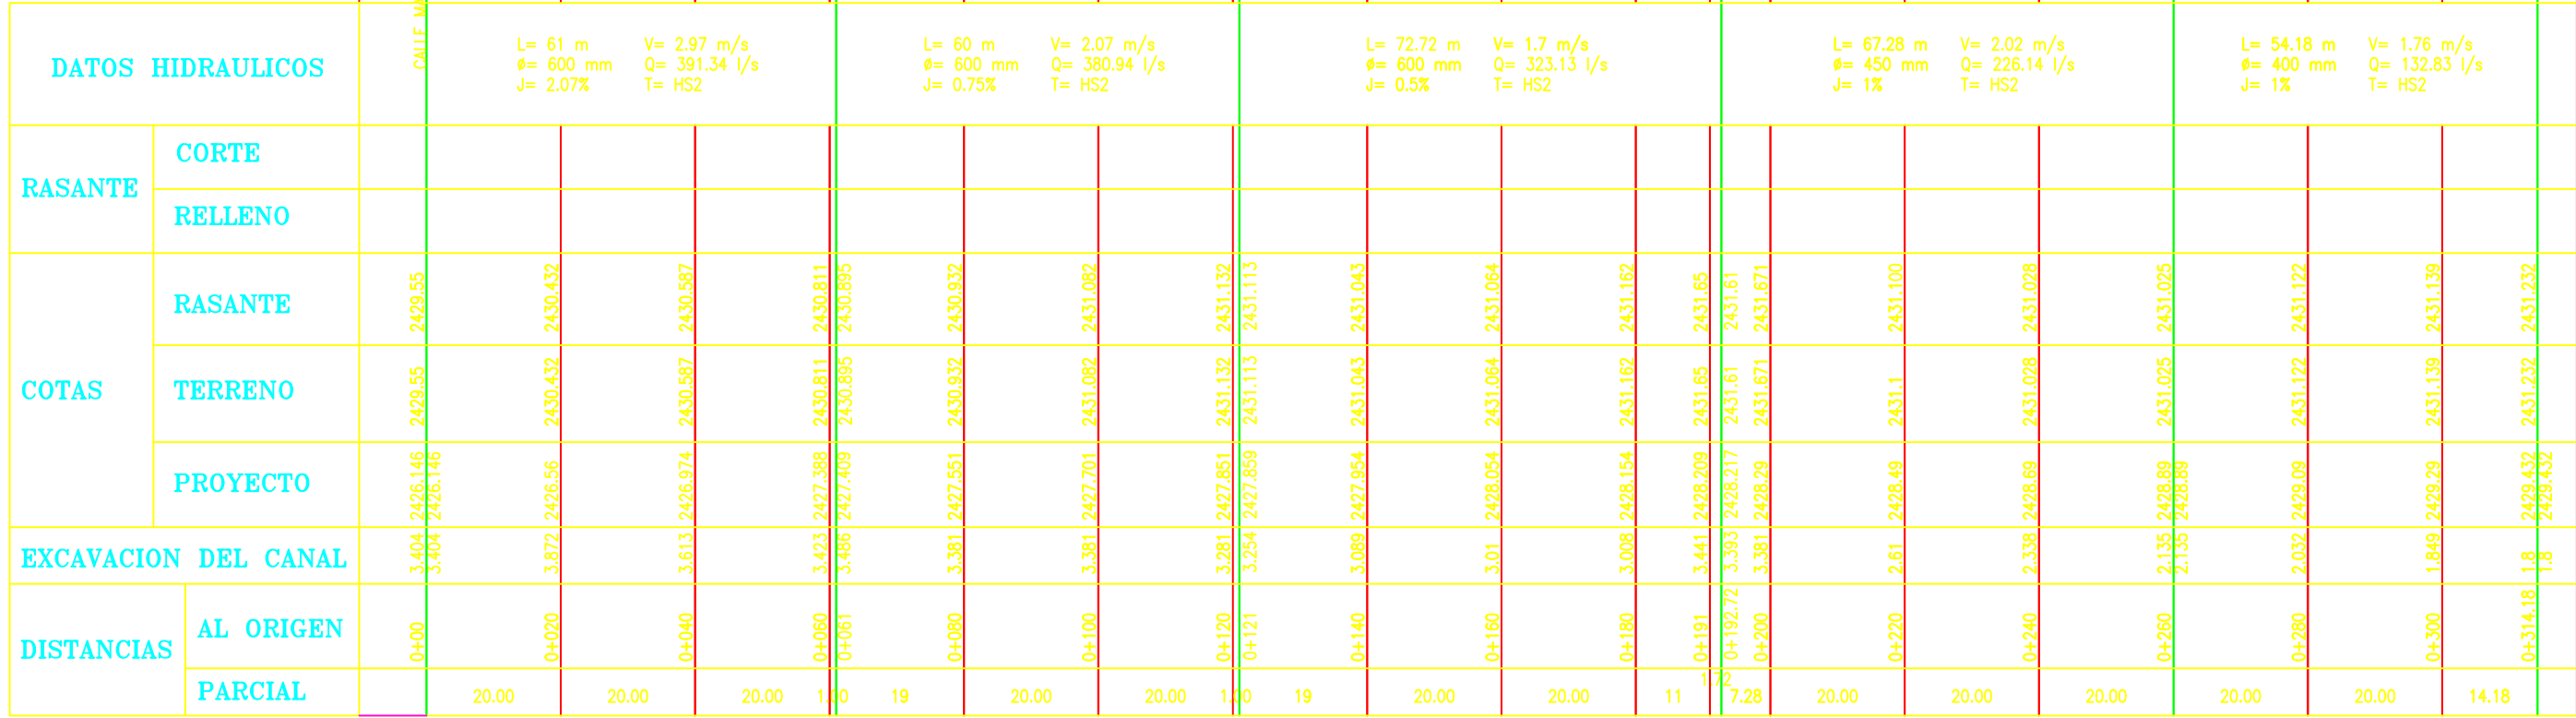 DATOS HIDRAULICOS
L= 61 m V= 2.97 m/s
ø= 600 mm Q= 391.34 l/s
J= 2.07% T= HS2
L= 60 m V= 2.07 m/s
ø= 600 mm Q= 380.94 l/s
J= 0.75% T= HS2
L= 72.72 m V= 1.7 m/s
ø= 600 mm Q= 323.13 l/s
J= 0.5% T= HS2
L= 67.28 m V= 2.02 m/s
ø= 450 mm Q= 226.14 l/s
J= 1% T= HS2
L= 54.18 m V= 1.76 m/s
ø= 400 mm Q= 132.83 l/s
J= 1% T= HS2
CALLE
RASANTE
CORTE
RELLENO
COTAS
RASANTE
2429.55 2430.432 2430.587 2430.811 2430.895 2430.932 2431.082 2431.132 2431.113 2431.043 2431.064 2431.162 2431.65 2431.61 2431.671 2431.100 2431.028 2431.025 2431.122 2431.139 2431.232
TERRENO
2429.55 2430.432 2430.587 2430.811 2430.895 2430.932 2431.082 2431.132 2431.113 2431.043 2431.064 2431.162 2431.65 2431.61 2431.671 2431.1 2431.028 2431.025 2431.122 2431.139 2431.232
PROYECTO
2426.146 2426.146 2426.56 2426.974 2427.388 2427.409 2427.551 2427.701 2427.851 2427.859 2427.954 2428.054 2428.154 2428.209 2428.217 2428.29 2428.49 2428.69 2428.89 2428.89 2429.09 2429.29 2429.432 2429.432
EXCAVACION DEL CANAL
3.404 3.404 3.872 3.613 3.423 3.486 3.381 3.381 3.281 3.254 3.089 3.01 3.008 3.441 3.393 3.381 2.61 2.338 2.135 2.135 2.032 1.849 1.8 1.8
DISTANCIAS
AL ORIGEN
0+00 0+020 0+040 0+060 0+061 0+080 0+100 0+120 0+121 0+140 0+160 0+180 0+191 0+192.72 0+200 0+220 0+240 0+260 0+280 0+300 0+314.18
PARCIAL
20.00 20.00 20.00 1.00 19 20.00 20.00 1.00 19 20.00 20.00 11 1.72 7.28 20.00 20.00 20.00 20.00 20.00 14.18